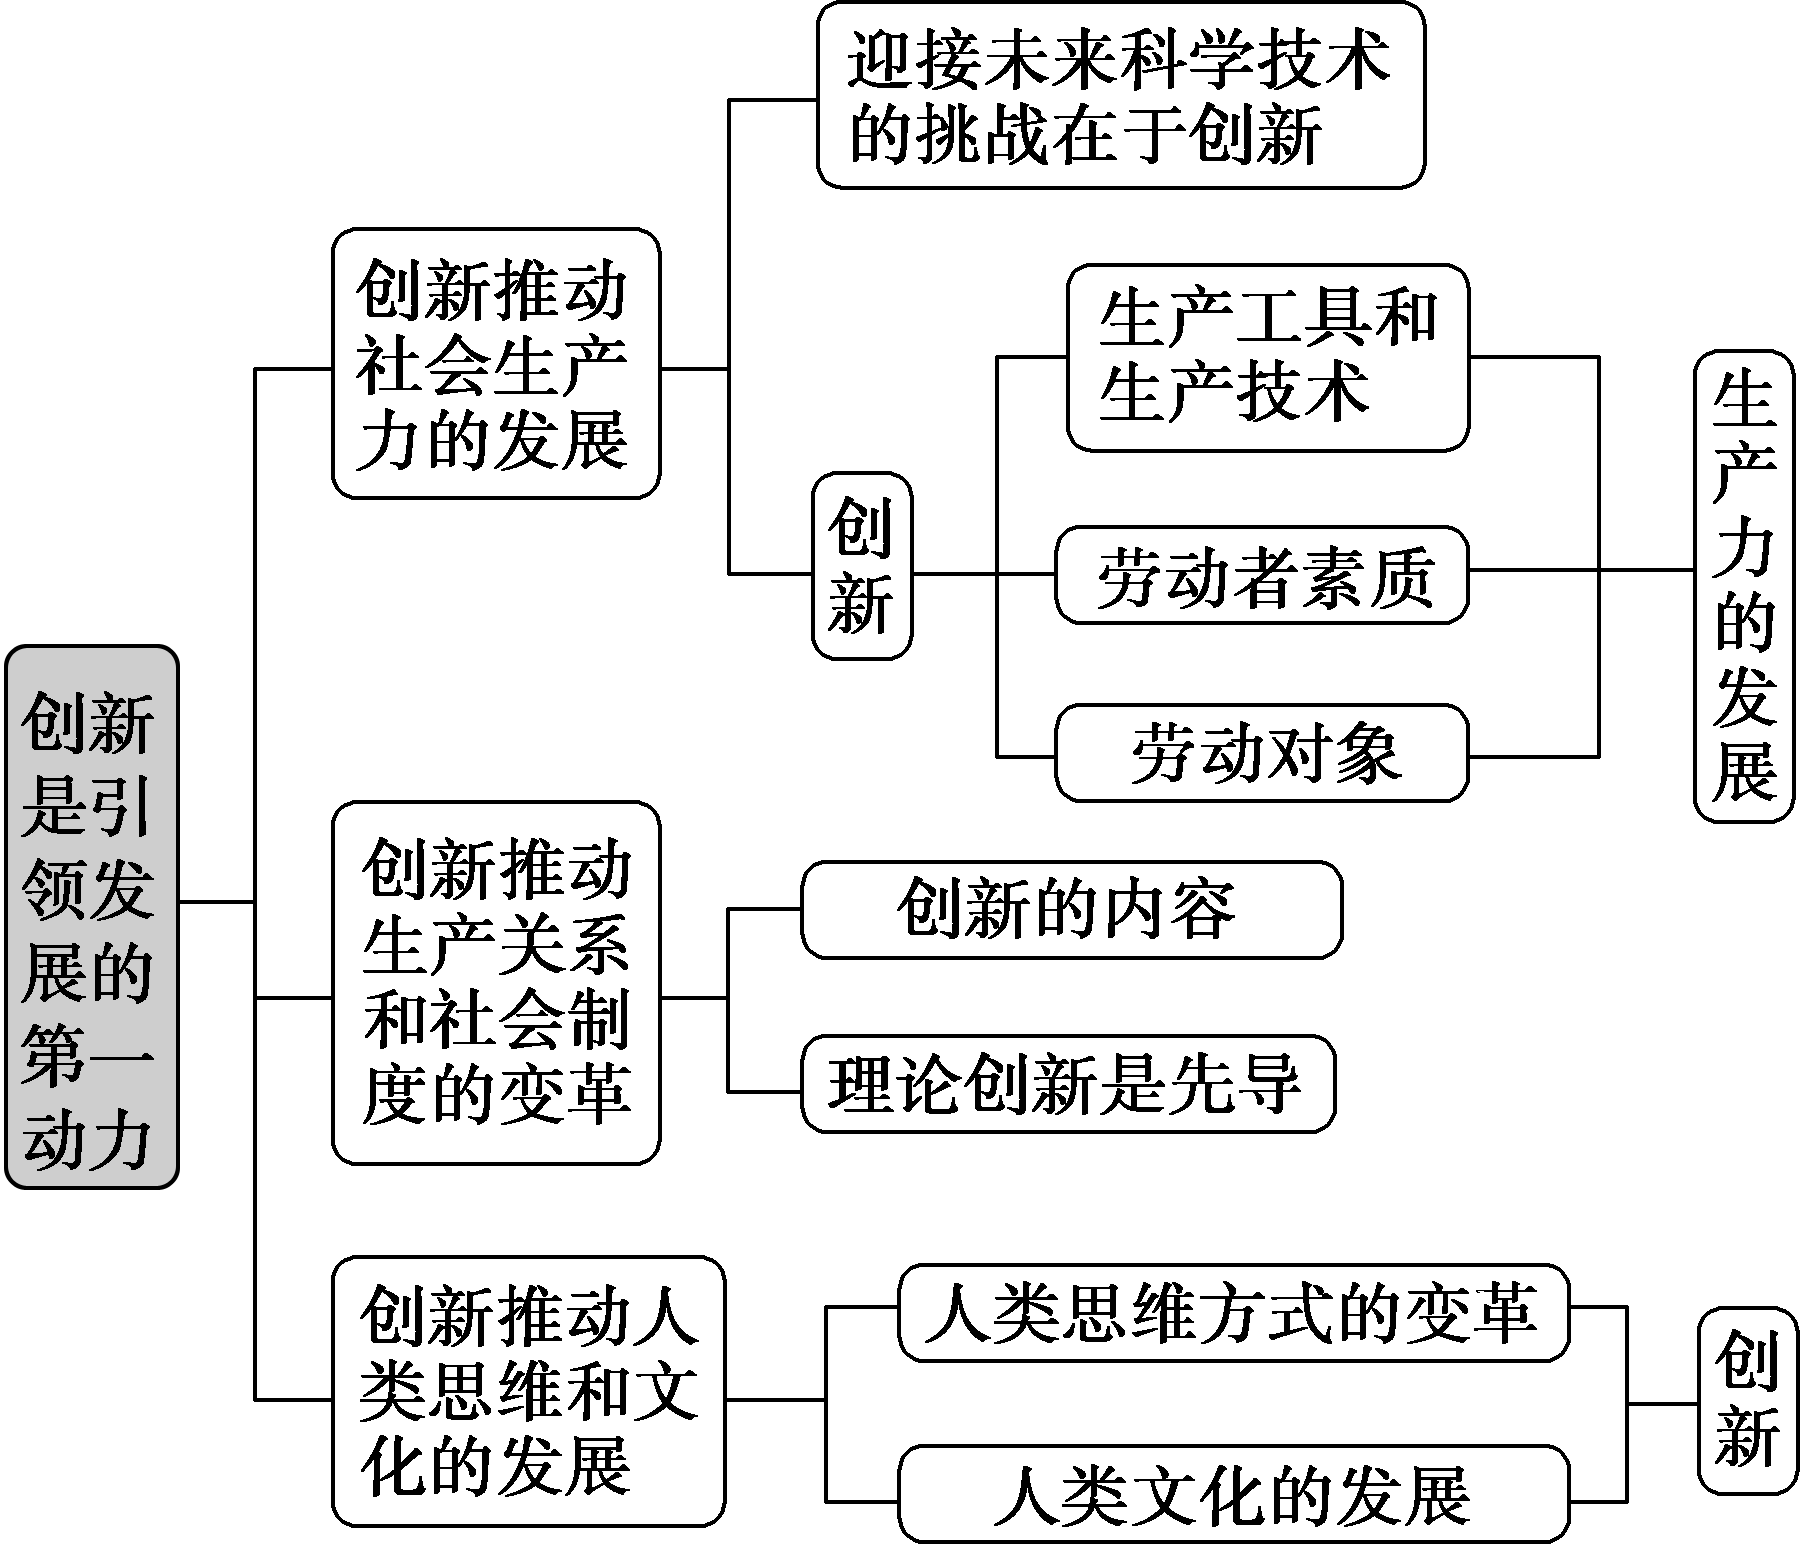 创新
是引
领发
展的
第一
动力
创新推动
社会生产
力的发展
迎接未来科学技术
的挑战在于创新
创
新
生产工具和
生产技术
劳动者素质
劳动对象
生
产
力
的
发
展
创新推动
生产关系
和社会制
度的变革
创新的内容
理论创新是先导
创新推动人
类思维和文
化的发展
人类思维方式的变革
人类文化的发展
创
新